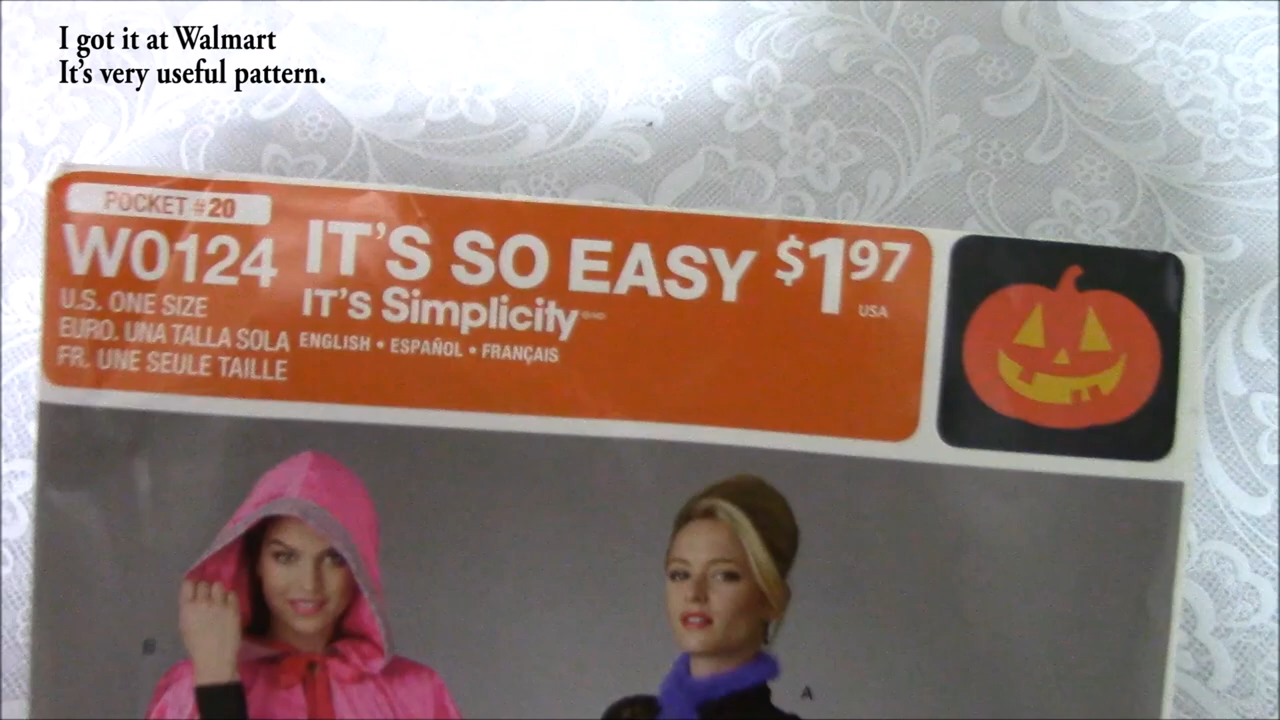 I got it at Walmart
It's very useful pattern.
POCKET #20
W0124
U.S. ONE SIZE
EURO. UNA TALLA SOLA
FR. UNE SEULE TAILLE
IT'S SO EASY
IT'S Simplicity
ENGLISH • ESPAÑOL • FRANÇAIS
$1.97
USA
B
A